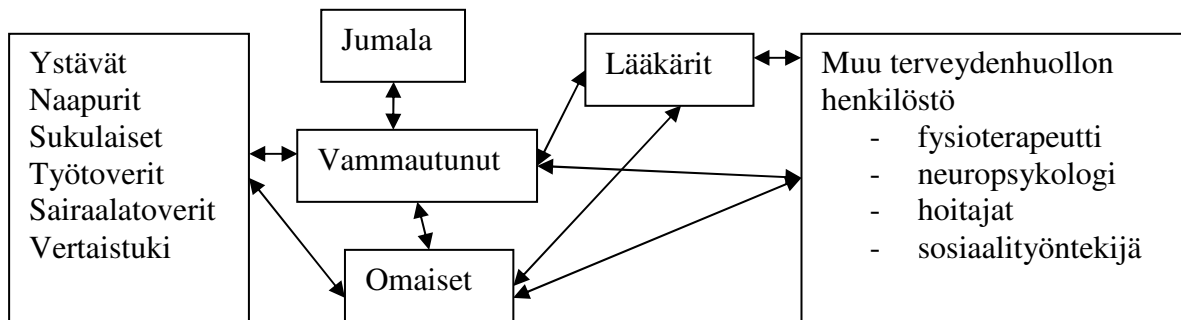 Ystävät
Naapurit
Sukulaiset
Työtoverit
Sairaalatoverit
Vertaistuki
Jumala
Vammautunut
Omaiset
Lääkärit
Muu terveydenhuollon
henkilöstö
- fysioterapeutti
- neuropsykologi
- hoitajat
- sosiaalityöntekijä